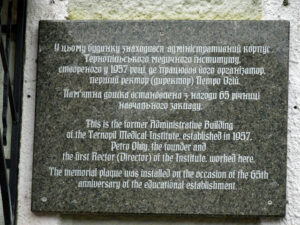 У цьому будинку знаходився адміністративний корпус
Тернопільського медичного інституту,
створеного у 1957 році, де працював його організатор,
перший ректор (директор) Петро Огій.
Пам'ятна дошка встановлена з нагоди 65 річниці
навчального закладу.
This is the former Administrative Building
of the Ternopil Medical Institute, established in 1957.
Petro Ohiy, the founder and
the first Rector (Director) of the Institute, worked here.
The memorial plaque was installed on the occasion of the 65th
anniversary of the educational establishment.